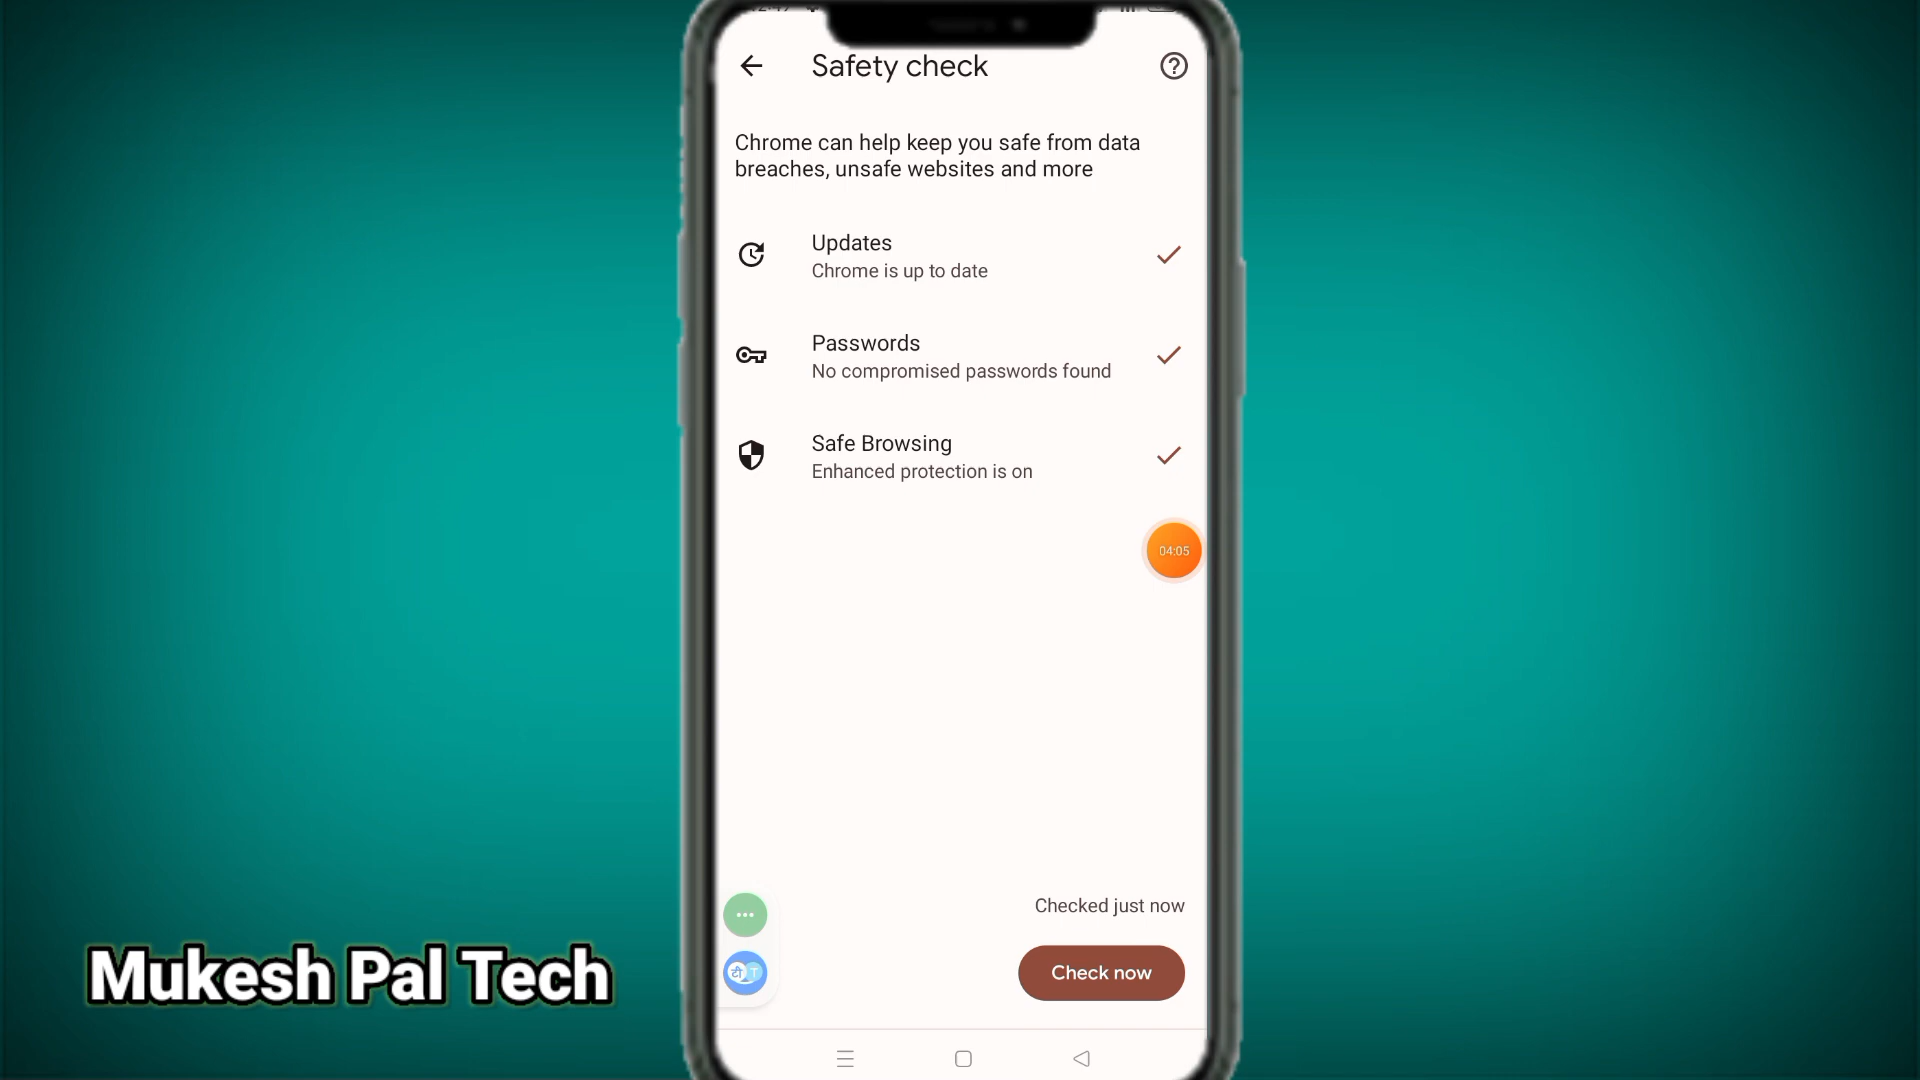 Safety check
Chrome can help keep you safe from data
breaches, unsafe websites and more
Updates
Chrome is up to date
Passwords
No compromised passwords found
Safe Browsing
Enhanced protection is on
04:05
Checked just now
टी T
Check now
Mukesh Pal Tech